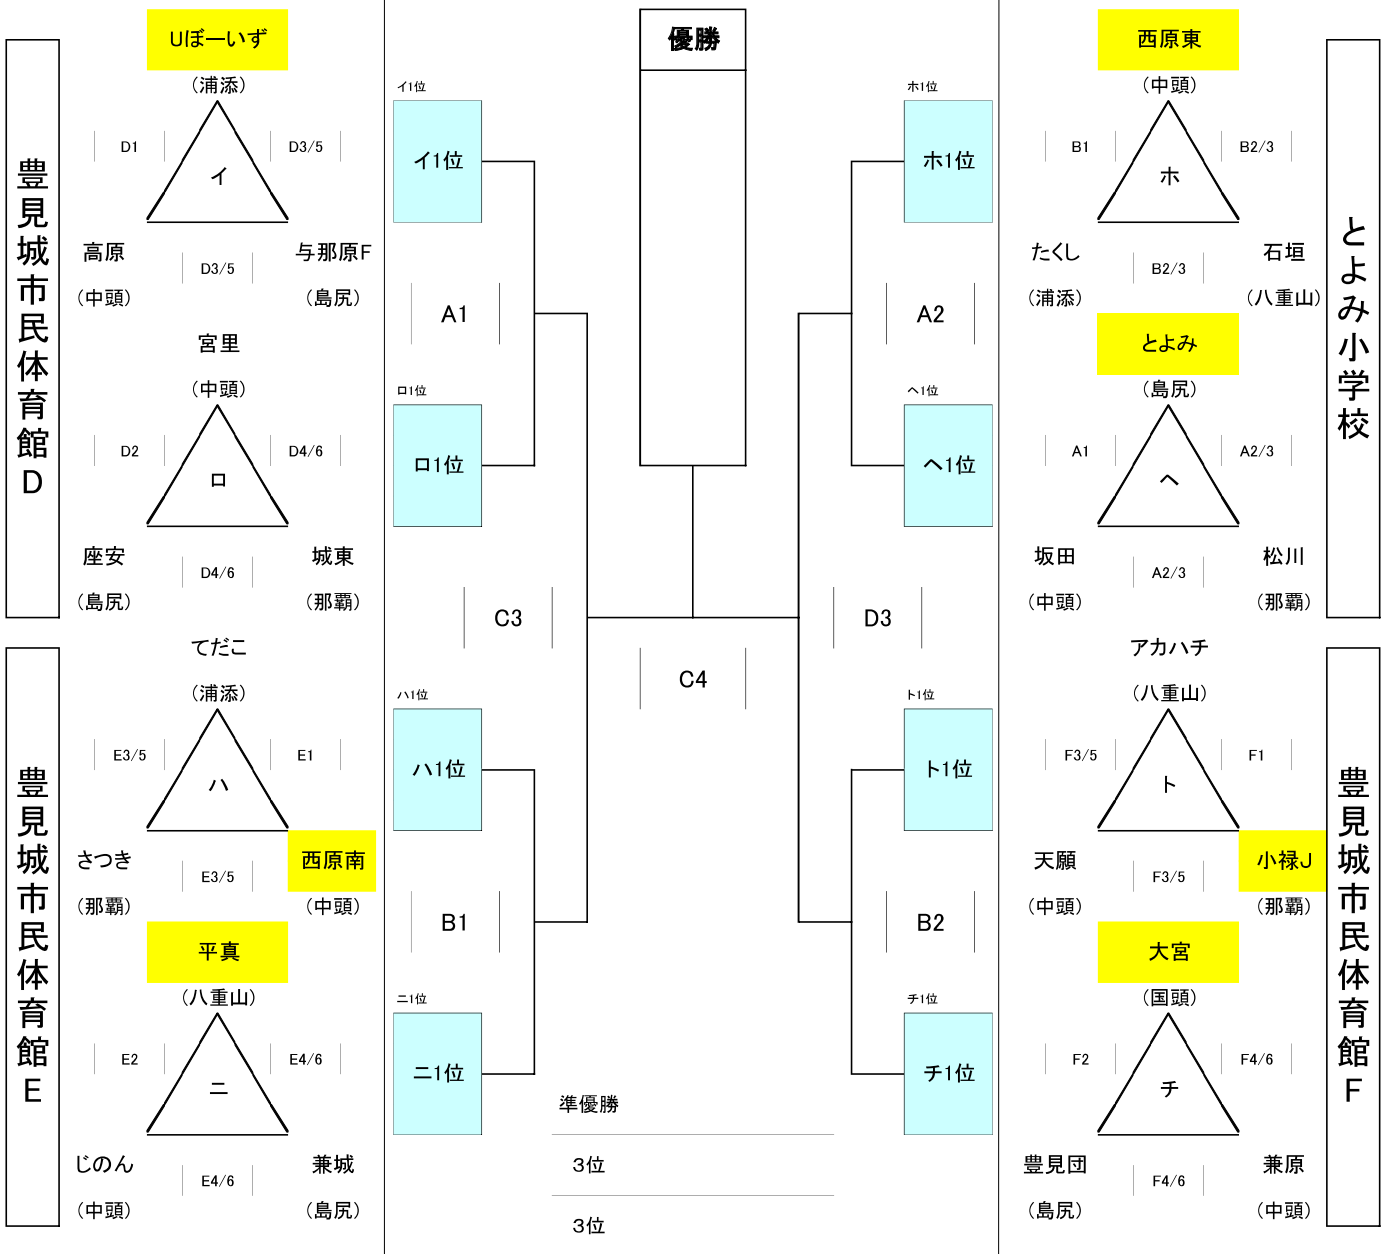 豊見城市民体育館D
Uぼーいず
(浦添)
D1
D3/5
イ
高原
(中頭)
D3/5
与那原F
(島尻)
宮里
(中頭)
D2
D4/6
ロ
座安
(島尻)
D4/6
城東
(那覇)
豊見城市民体育館E
てだこ
(浦添)
E3/5
E1
ハ
さつき
(那覇)
E3/5
西原南
(中頭)
平真
(八重山)
E2
E4/6
ニ
じのん
(中頭)
E4/6
兼城
(島尻)
イ1位
イ1位
A1
ロ1位
ロ1位
C3
ハ1位
ハ1位
B1
ニ1位
ニ1位
優勝
C4
準優勝
3位
3位
ホ1位
ホ1位
A2
ヘ1位
ヘ1位
D3
ト1位
ト1位
B2
チ1位
チ1位
西原東
(中頭)
B1
B2/3
ホ
たくし
(浦添)
B2/3
石垣
(八重山)
とよみ
(島尻)
A1
A2/3
ヘ
坂田
(中頭)
A2/3
松川
(那覇)
とよみ小学校
アカハチ
(八重山)
F3/5
F1
ト
天願
(中頭)
F3/5
小禄J
(那覇)
大宮
(国頭)
F2
F4/6
チ
豊見団
(島尻)
F4/6
兼原
(中頭)
豊見城市民体育館F